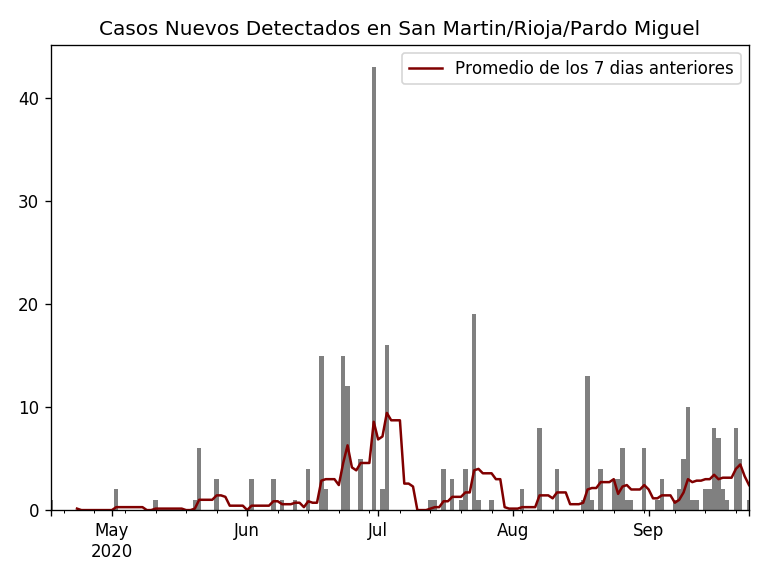 Casos Nuevos Detectados en San Martin/Rioja/Pardo Miguel
Promedio de los 7 dias anteriores
40
30
20
10
0
May Jun Jul Aug Sep
2020